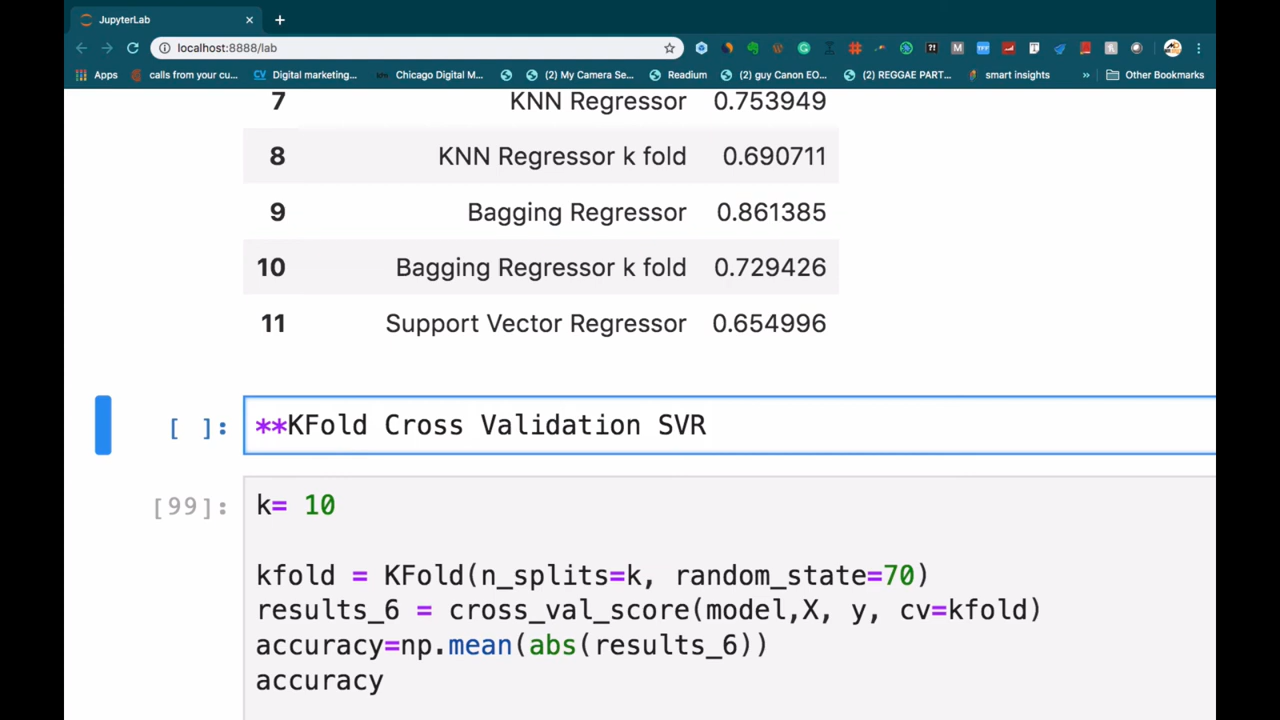 JupyterLab
localhost:8888/lab
Apps calls from your cu... CV Digital marketing... Chicago Digital M... (2) My Camera Se... Readium (2) guy Canon EO... (2) REGGAE PART... smart insights » Other Bookmarks
7 KNN Regressor 0.753949
8 KNN Regressor k fold 0.690711
9 Bagging Regressor 0.861385
10 Bagging Regressor k fold 0.729426
11 Support Vector Regressor 0.654996
[ ]: **KFold Cross Validation SVR
[99]: k= 10
kfold = KFold(n_splits=k, random_state=70)
results_6 = cross_val_score(model,X, y, cv=kfold)
accuracy=np.mean(abs(results_6))
accuracy